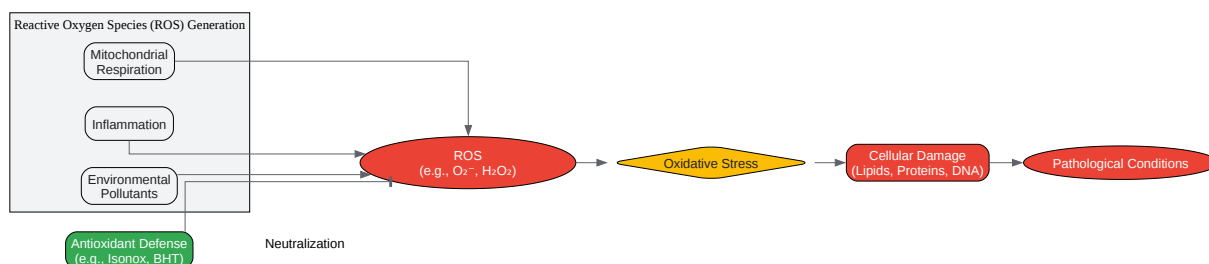 Reactive Oxygen Species (ROS) Generation
Mitochondrial
Respiration
Inflammation
Environmental
Pollutants
ROS
(e.g., O₂⁻, H₂O₂)
Oxidative Stress
Cellular Damage
(Lipids, Proteins, DNA)
Pathological Conditions
Antioxidant Defense
(e.g., Isonox, BHT)
Neutralization